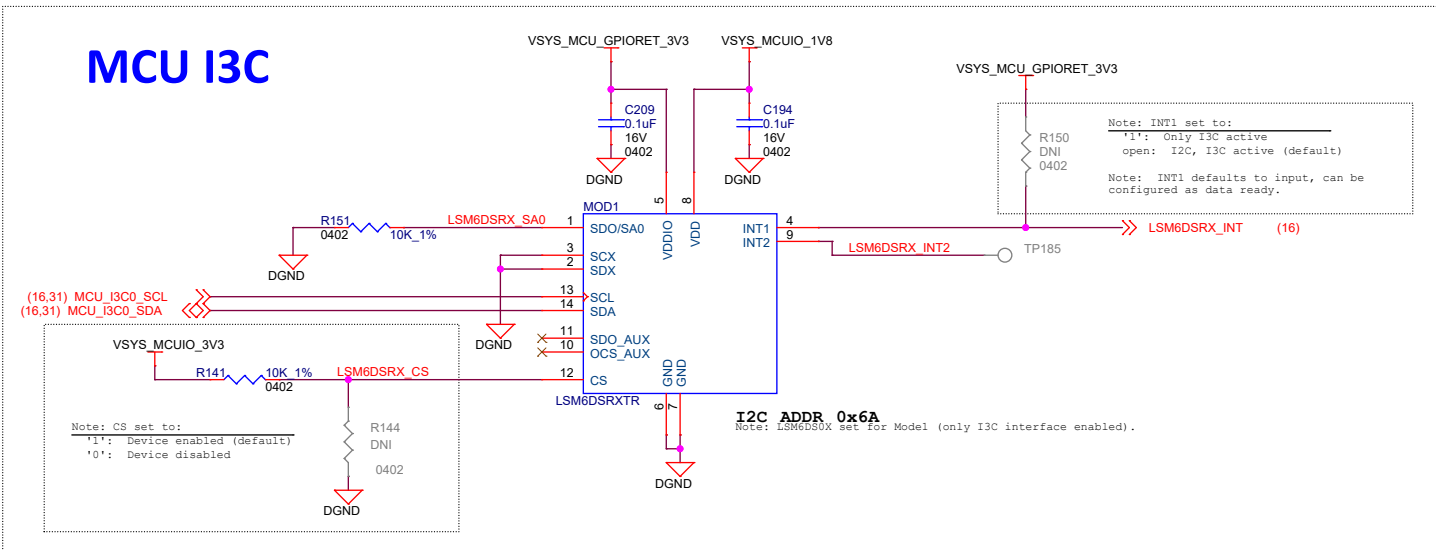 MCU I3C
VSYS_MCU_GPIORET_3V3
VSYS_MCUIO_1V8
VSYS_MCU_GPIORET_3V3
C209
0.1uF
16V
0402
DGND
C194
0.1uF
16V
0402
DGND
R150
DNI
0402
Note: INT1 set to:
'1': Only I3C active
open: I2C, I3C active (default)
Note: INT1 defaults to input, can be
configured as data ready.
MOD1
R151
0402
10K_1%
LSM6DSRX_SA0
DGND
1
SDO/SA0
3
SCX
2
SDX
13
SCL
14
SDA
11
SDO_AUX
10
OCS_AUX
12
CS
5
VDDIO
8
VDD
4
INT1
9
INT2
6
GND
7
GND
LSM6DSRXTR
LSM6DSRX_INT (16)
LSM6DSRX_INT2
TP185
(16,31) MCU_I3C0_SCL
(16,31) MCU_I3C0_SDA
DGND
VSYS_MCUIO_3V3
R141
10K_1%
0402
LSM6DSRX_CS
Note: CS set to:
'1': Device enabled (default)
'0': Device disabled
R144
DNI
0402
DGND
DGND
I2C ADDR 0x6A
Note: LSM6DS0X set for Mode1 (only I3C interface enabled).